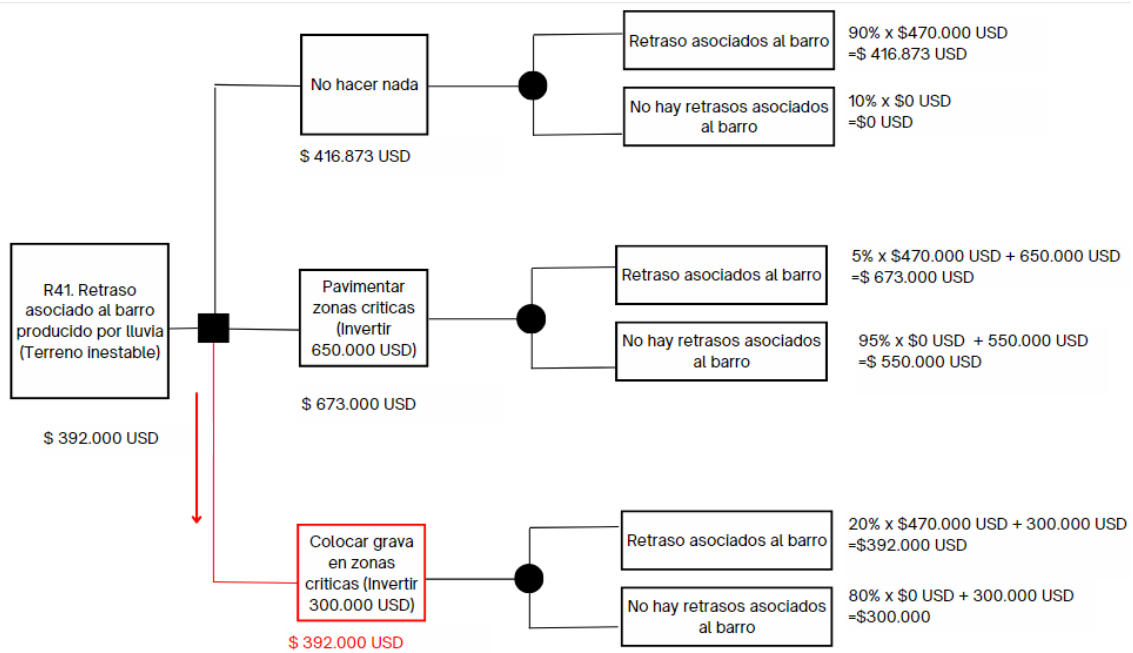 No hacer nada
$ 416.873 USD
Retraso asociados al barro
90% x $470.000 USD
=$ 416.873 USD
No hay retrasos asociados
al barro
10% x $0 USD
=$0 USD
R41. Retraso
asociado al barro
producido por lluvia
(Terreno inestable)
$ 392.000 USD
Pavimentar
zonas criticas
(Invertir
650.000 USD)
$ 673.000 USD
Retraso asociados al barro
5% x $470.000 USD + 650.000 USD
=$ 673.000 USD
No hay retrasos asociados
al barro
95% x $0 USD + 550.000 USD
=$ 550.000 USD
Colocar grava
en zonas
criticas (Invertir
300.000 USD)
$ 392.000 USD
Retraso asociados al barro
20% x $470.000 USD + 300.000 USD
=$392.000 USD
No hay retrasos asociados
al barro
80% x $0 USD + 300.000 USD
=$300.000